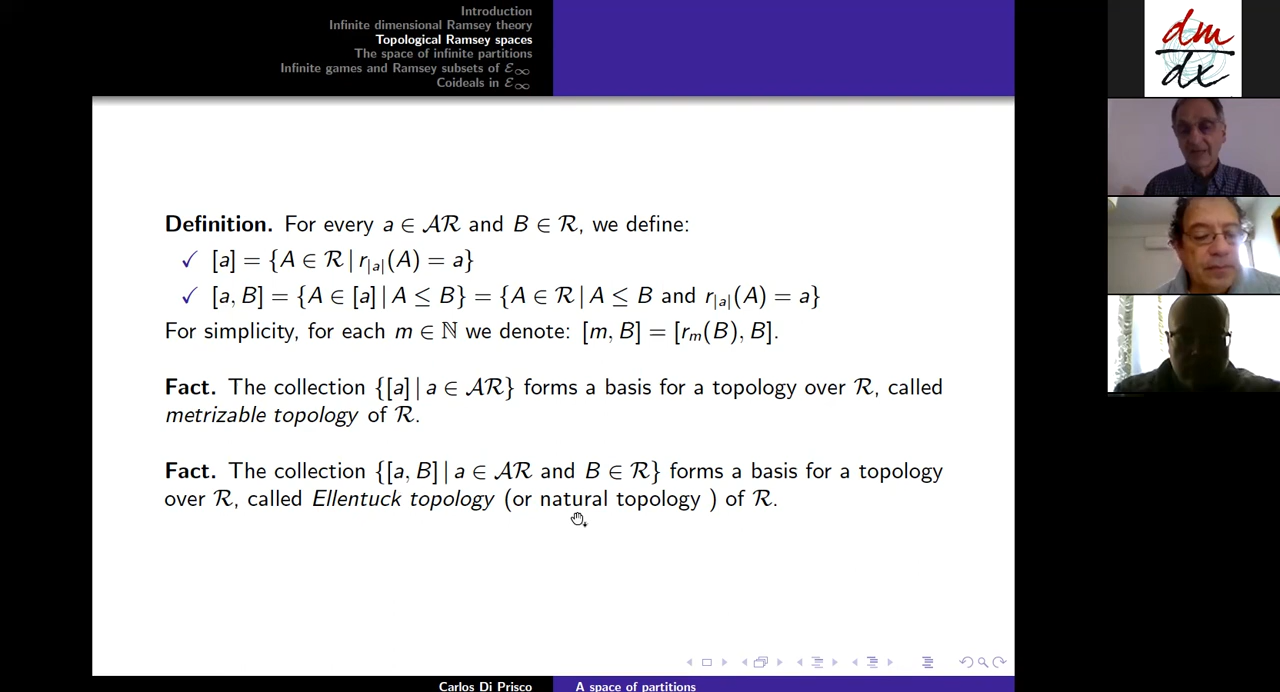 Introduction
Infinite dimensional Ramsey theory
Topological Ramsey spaces
The space of infinite partitions
Infinite games and Ramsey subsets of ℰ∞
Coideals in ℰ∞
dm
dx
Definition. For every a ∈ 𝒜ℛ and B ∈ ℛ, we define:
✓ [a] = {A ∈ ℛ | r|a|(A) = a}
✓ [a, B] = {A ∈ [a] | A ≤ B} = {A ∈ ℛ | A ≤ B and r|a|(A) = a}
For simplicity, for each m ∈ ℕ we denote: [m, B] = [rm(B), B].
Fact. The collection {[a] | a ∈ 𝒜ℛ} forms a basis for a topology over ℛ, called
metrizable topology of ℛ.
Fact. The collection {[a, B] | a ∈ 𝒜ℛ and B ∈ ℛ} forms a basis for a topology
over ℛ, called Ellentuck topology (or natural topology ) of ℛ.
Carlos Di Prisco A space of partitions